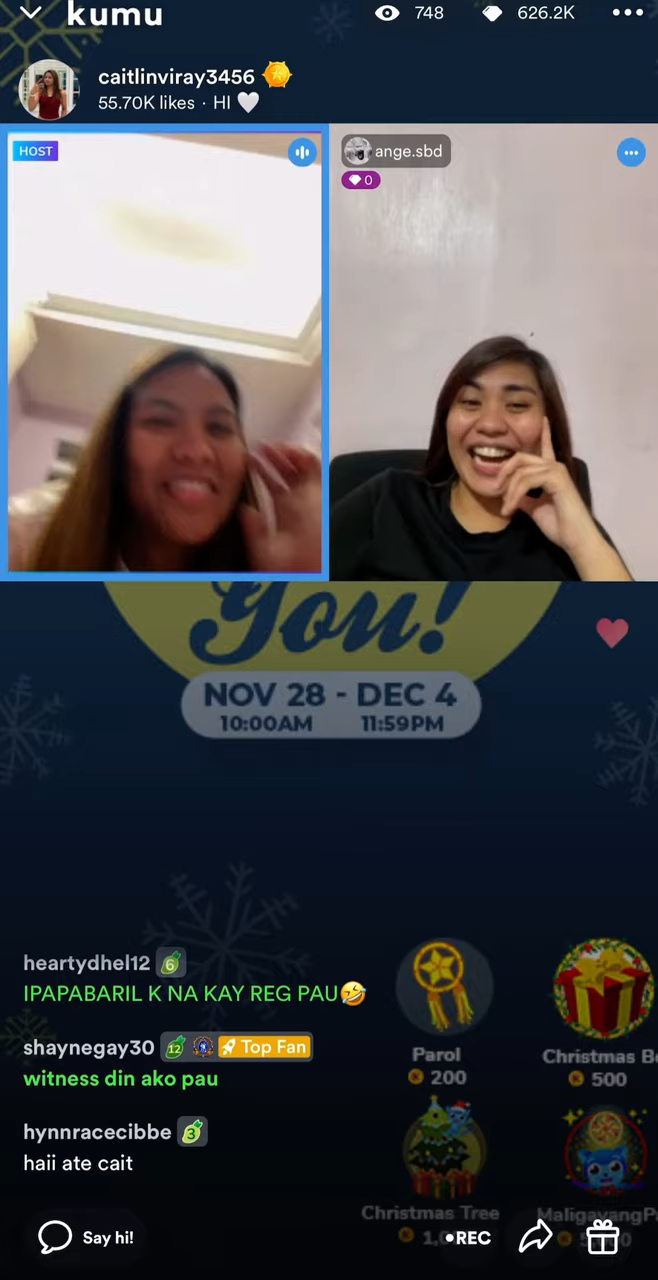 kumu
748
626.2K
caitlinviray3456
55.70K likes · HI 🤍
HOST
ange.sbd
0
You!
NOV 28 - DEC 4
10:00AM 11:59PM
heartydhel12 6
IPAPABARIL K NA KAY REG PAU🤣
shaynegay30 12 Top Fan
witness din ako pau
hynnracecibbe 3
haii ate cait
Parol
200
Christmas B
500
Christmas Tree
MaligayangP
Say hi!
REC